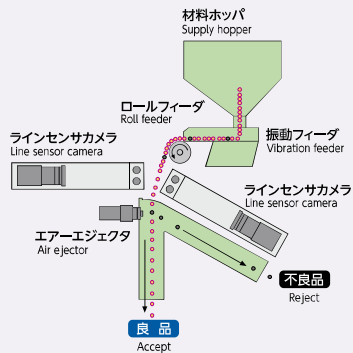 材料ホッパ
Supply hopper
ロールフィーダ
Roll feeder
振動フィーダ
Vibration feeder
ラインセンサカメラ
Line sensor camera
ラインセンサカメラ
Line sensor camera
エアーエジェクタ
Air ejector
不良品
Reject
良品
Accept